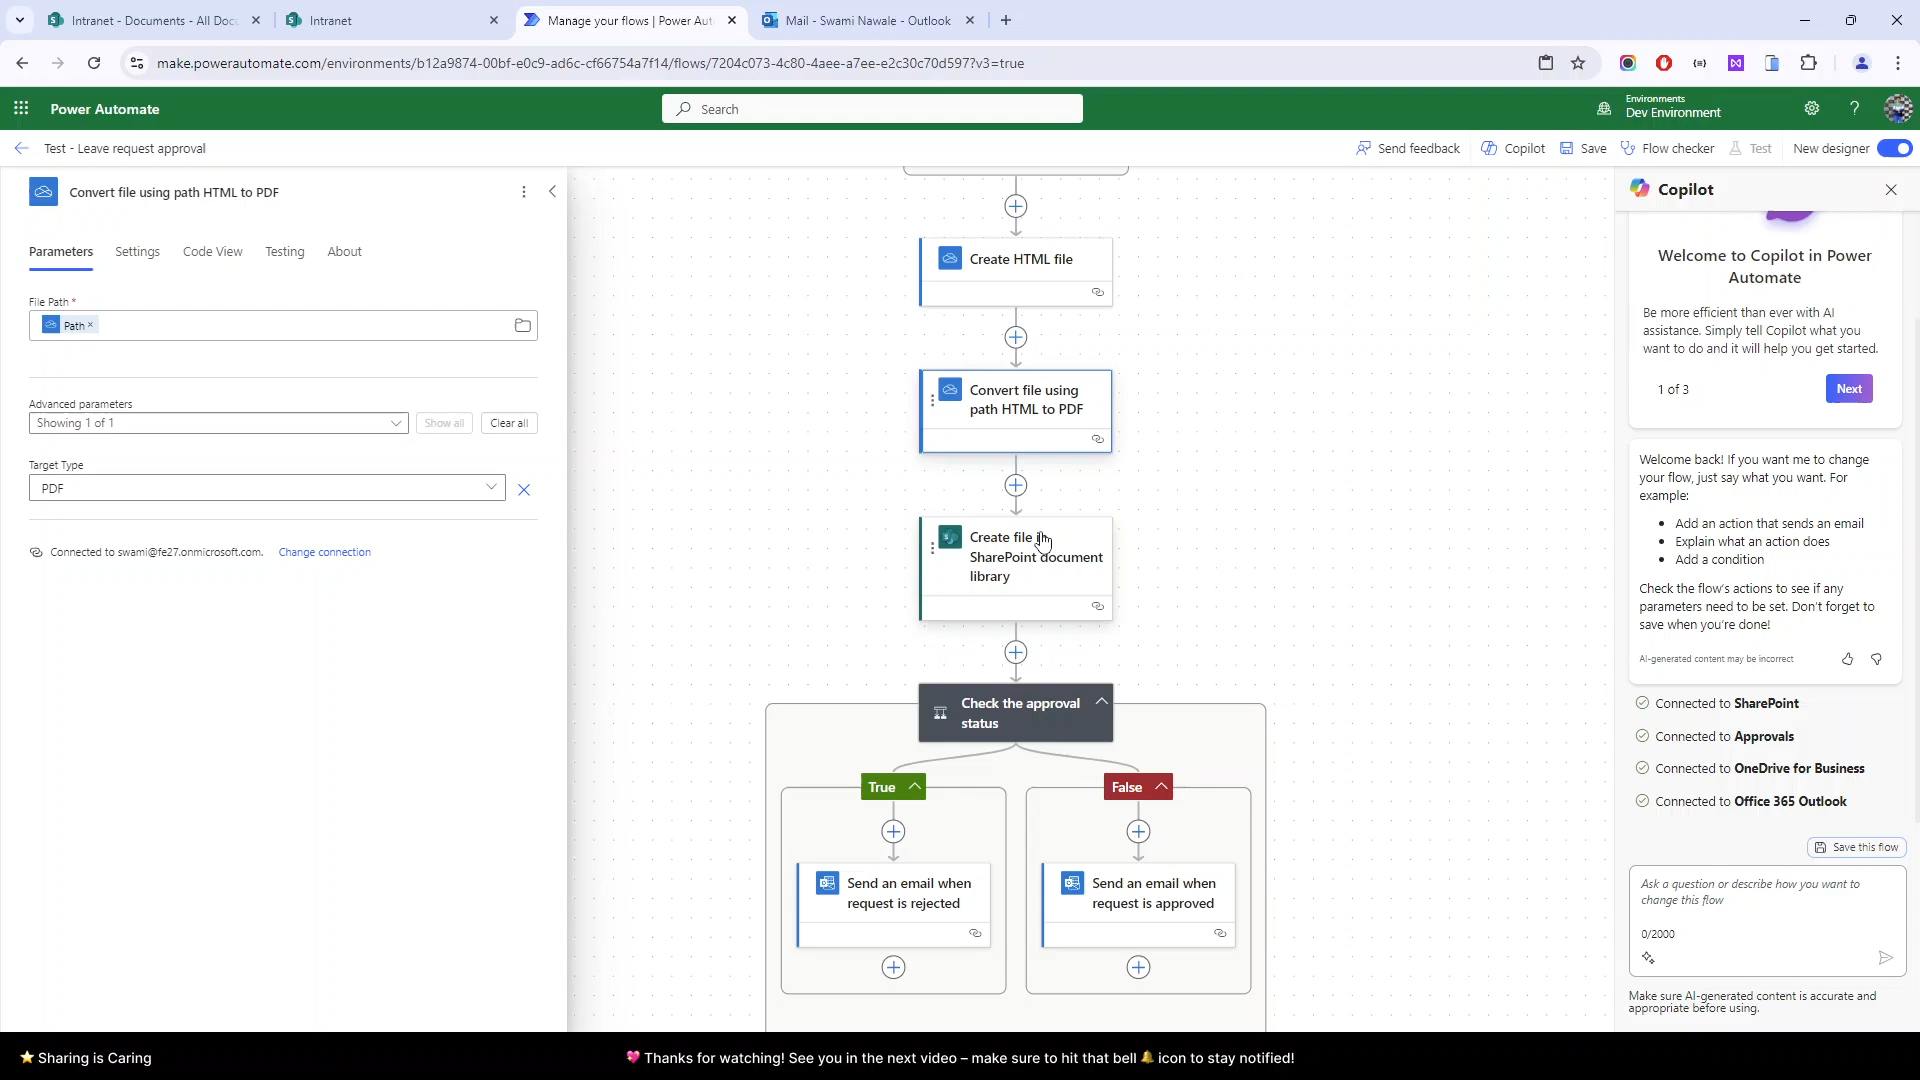 Intranet - Documents - All Docu
Intranet
Manage your flows | Power Aut
Mail - Swami Nawale - Outlook
make.powerautomate.com/environments/b12a9874-00bf-e0c9-ad6c-cf66754a7f14/flows/7204c073-4c80-4aee-a7ee-e2c30c70d597?v3=true
Power Automate
Search
Environments
Dev Environment
Test - Leave request approval
Send feedback
Copilot
Save
Flow checker
Test
New designer
Convert file using path HTML to PDF
Parameters
Settings
Code View
Testing
About
File Path *
Path ×
Advanced parameters
Showing 1 of 1
Show all
Clear all
Target Type
PDF
Connected to swami@fe27.onmicrosoft.com.
Change connection
Create HTML file
Convert file using
path HTML to PDF
Create file in
SharePoint document
library
Check the approval
status
True
False
Send an email when
request is rejected
Send an email when
request is approved
Copilot
Welcome to Copilot in Power
Automate
Be more efficient than ever with AI
assistance. Simply tell Copilot what you
want to do and it will help you get started.
1 of 3
Next
Welcome back! If you want me to change
your flow, just say what you want. For
example:
• Add an action that sends an email
• Explain what an action does
• Add a condition
Check the flow's actions to see if any
parameters need to be set. Don't forget to
save when you're done!
AI-generated content may be incorrect
Connected to SharePoint
Connected to Approvals
Connected to OneDrive for Business
Connected to Office 365 Outlook
Save this flow
Ask a question or describe how you want to
change this flow
0/2000
Make sure AI-generated content is accurate and
appropriate before using.
⭐ Sharing is Caring
💖 Thanks for watching! See you in the next video – make sure to hit that bell 🔔 icon to stay notified!